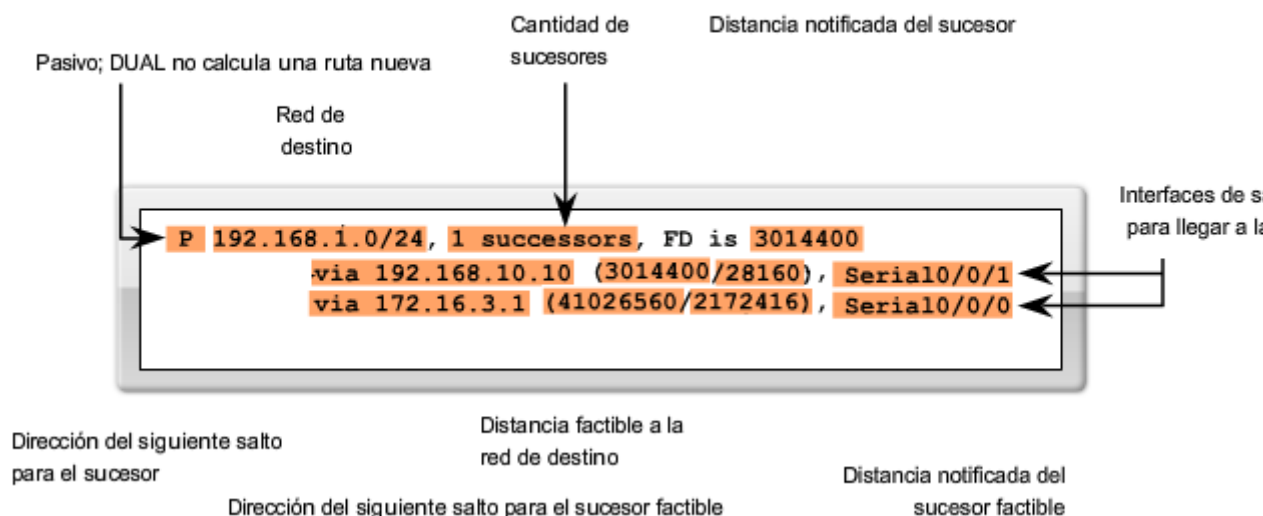 Cantidad de
sucesores
Distancia notificada del sucesor
Pasivo; DUAL no calcula una ruta nueva
Red de
destino
Interfaces de
para llegar a
P 192.168.1.0/24, 1 successors, FD is 3014400
via 192.168.10.10 (3014400/28160), Serial0/0/1
via 172.16.3.1 (41026560/2172416), Serial0/0/0
Dirección del siguiente salto
para el sucesor
Distancia factible a la
red de destino
Distancia notificada del
sucesor factible
Dirección del siguiente salto para el sucesor factible